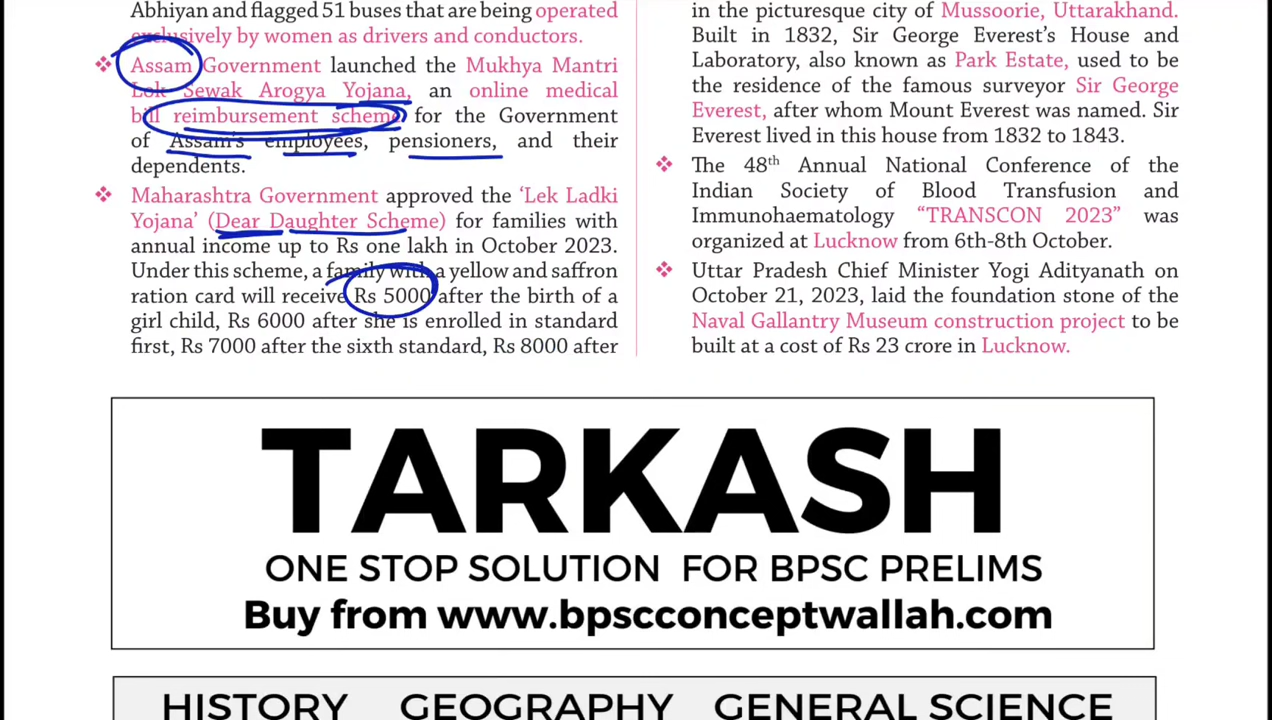 Abhiyan and flagged 51 buses that are being operated
exclusively by women as drivers and conductors.
❖ Assam Government launched the Mukhya Mantri
Lok Sewak Arogya Yojana, an online medical
bill reimbursement scheme for the Government
of Assam's employees, pensioners, and their
dependents.
❖ Maharashtra Government approved the 'Lek Ladki
Yojana' (Dear Daughter Scheme) for families with
annual income up to Rs one lakh in October 2023.
Under this scheme, a family with a yellow and saffron
ration card will receive Rs 5000 after the birth of a
girl child, Rs 6000 after she is enrolled in standard
first, Rs 7000 after the sixth standard, Rs 8000 after
in the picturesque city of Mussoorie, Uttarakhand.
Built in 1832, Sir George Everest's House and
Laboratory, also known as Park Estate, used to be
the residence of the famous surveyor Sir George
Everest, after whom Mount Everest was named. Sir
Everest lived in this house from 1832 to 1843.
❖ The 48th Annual National Conference of the
Indian Society of Blood Transfusion and
Immunohaematology "TRANSCON 2023" was
organized at Lucknow from 6th-8th October.
❖ Uttar Pradesh Chief Minister Yogi Adityanath on
October 21, 2023, laid the foundation stone of the
Naval Gallantry Museum construction project to be
built at a cost of Rs 23 crore in Lucknow.
TARKASH
ONE STOP SOLUTION FOR BPSC PRELIMS
Buy from www.bpscconceptwallah.com
HISTORY GEOGRAPHY GENERAL SCIENCE